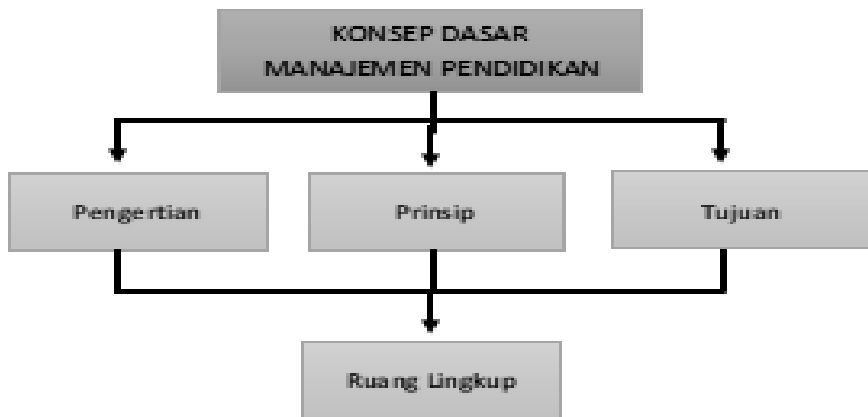 KONSEP DASAR
MANAJEMEN PENDIDIKAN
Pengertian
Prinsip
Tujuan
Ruang Lingkup